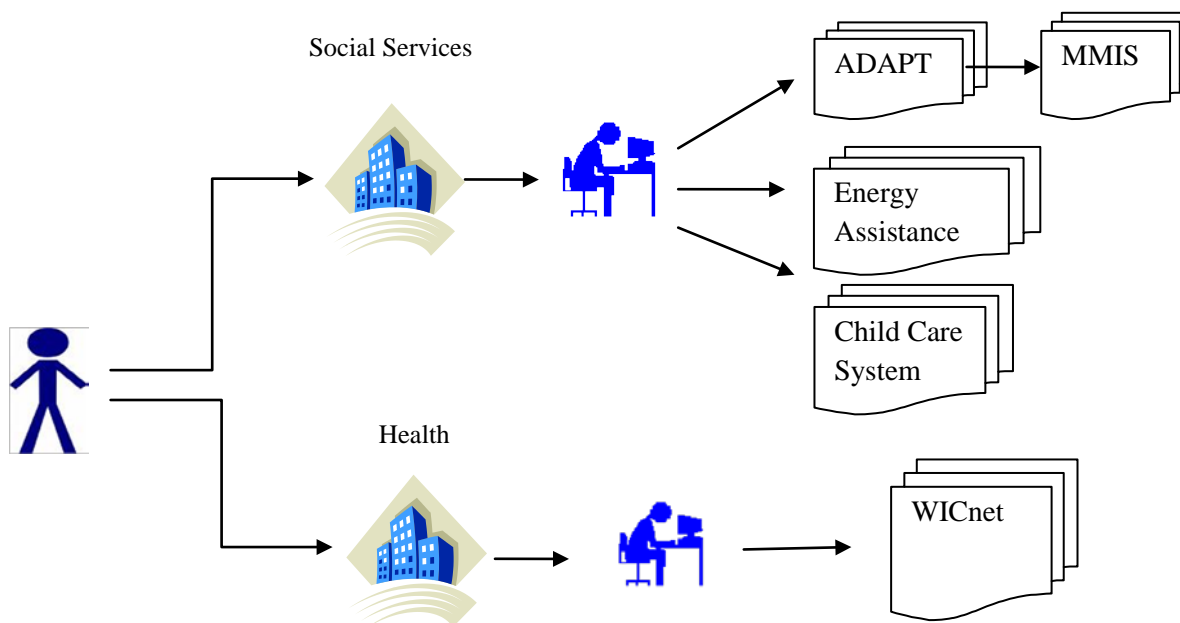 Social Services
ADAPT
MMIS
Energy
Assistance
Child Care
System
Health
WICnet